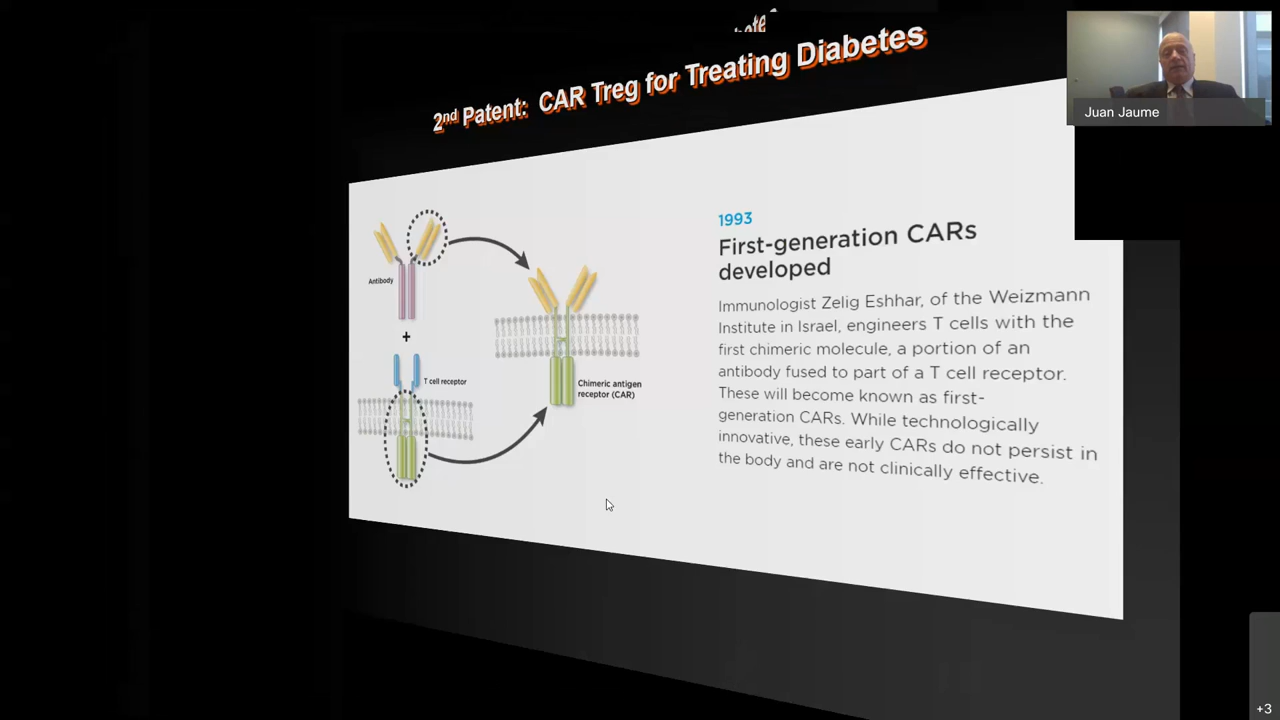 2nd Patent: CAR Treg for Treating Diabetes
Juan Jaume
Antibody
+
T cell receptor
Chimeric antigen
receptor (CAR)
1993
First-generation CARs
developed
Immunologist Zelig Eshhar, of the Weizmann
Institute in Israel, engineers T cells with the
first chimeric molecule, a portion of an
antibody fused to part of a T cell receptor.
These will become known as first-
generation CARs. While technologically
innovative, these early CARs do not persist in
the body and are not clinically effective.
+3